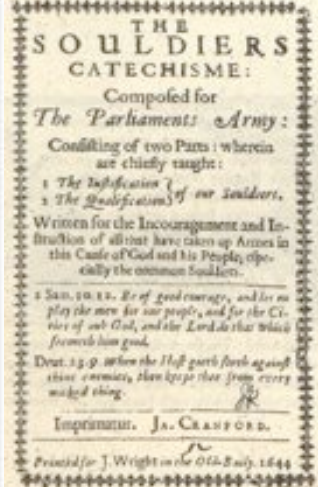 THE
SOULDIERS
CATECHISME:
Composed for
The Parliaments Army:
Consisting of two Parts: wherein
are chiefly taught:
1 The Justification } of our Souldiers.
2 The Qualification
Written for the Incouragement and In-
struction of all that have taken up Armes in
this Cause of God and his People, espe-
cially the common Souldiers.
2 Sam. 10.12. Be of good courage, and let us
play the men for our people, and for the Ci-
ties of our God, and the Lord do that which
seemeth him good.
Deut. 23.9. When the Host goeth forth against
thine enemies, then keepe thee from every
wicked thing.
Imprimatur. JA. CRANFORD.
Printed for J. Wright in the Old-Baily. 1644